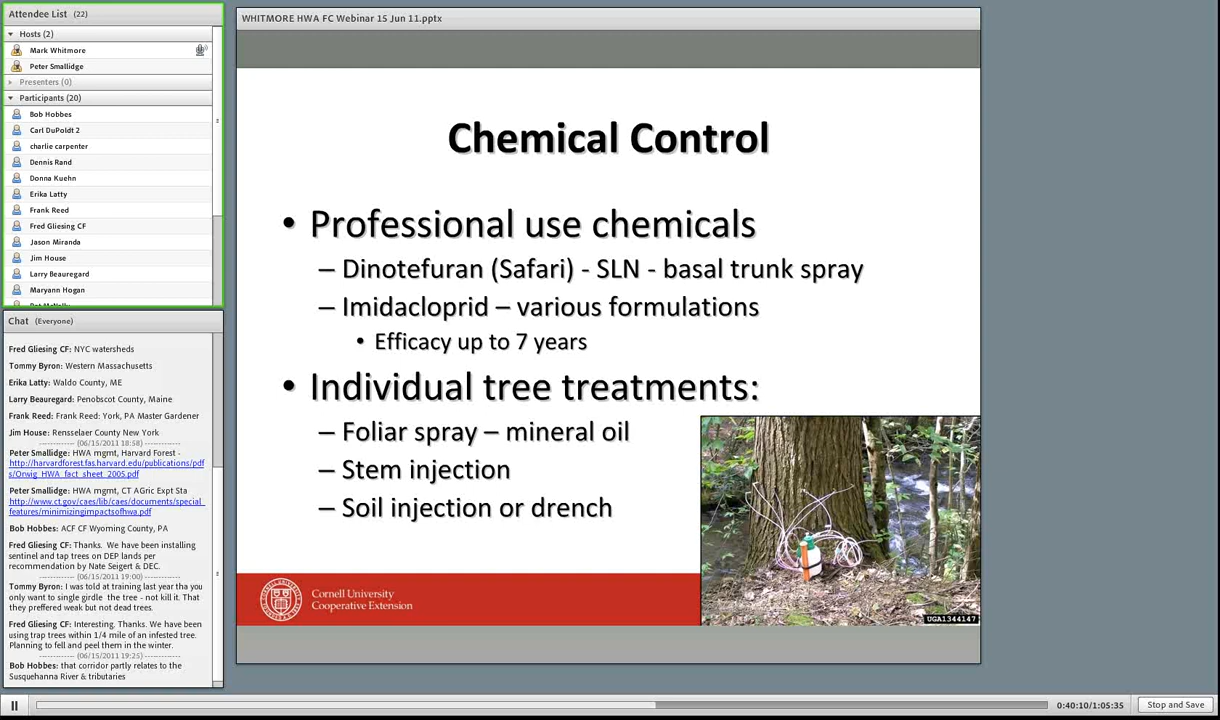 Attendee List (22)
Hosts (2)
Mark Whitmore
Peter Smallidge
Presenters (0)
Participants (20)
Bob Hobbes
Carl DuPoldt 2
charlie carpenter
Dennis Rand
Donna Kuehn
Erika Latty
Frank Reed
Fred Gliesing CF
Jason Miranda
Jim House
Larry Beauregard
Maryann Hogan
Chat (Everyone)
Fred Gliesing CF: NYC watersheds
Tommy Byron: Western Massachusetts
Erika Latty: Waldo County, ME
Larry Beauregard: Penobscot County, Maine
Frank Reed: Frank Reed: York, PA Master Gardener
Jim House: Rensselaer County New York
(06/15/2011 18:58)
Peter Smallidge: HWA mgmt, Harvard Forest -
http://harvardforest.fas.harvard.edu/publications/pdf
s/Orwig_HWA_fact_sheet_2005.pdf
Peter Smallidge: HWA mgmt, CT AGric Expt Sta
http://www.ct.gov/caes/lib/caes/documents/special_
features/minimizingimpactsofhwa.pdf
Bob Hobbes: ACF CF Wyoming County, PA
Fred Gliesing CF: Thanks. We have been installing
sentinel and tap trees on DEP lands per
recommendation by Nate Seigert & DEC.
(06/15/2011 19:00)
Tommy Byron: I was told at training last year tha you
only want to single girdle the tree - not kill it. That
they preffered weak but not dead trees.
Fred Gliesing CF: Interesting. Thanks. We have been
using trap trees within 1/4 mile of an infested tree.
Planning to fell and peel them in the winter.
(06/15/2011 19:25)
Bob Hobbes: that corridor partly relates to the
Susquehanna River & tributaries
WHITMORE HWA FC Webinar 15 Jun 11.pptx
Chemical Control
• Professional use chemicals
– Dinotefuran (Safari) - SLN - basal trunk spray
– Imidacloprid – various formulations
• Efficacy up to 7 years
• Individual tree treatments:
– Foliar spray – mineral oil
– Stem injection
– Soil injection or drench
Cornell University
Cooperative Extension
UGA1344147
0:40:10/1:05:35
Stop and Save